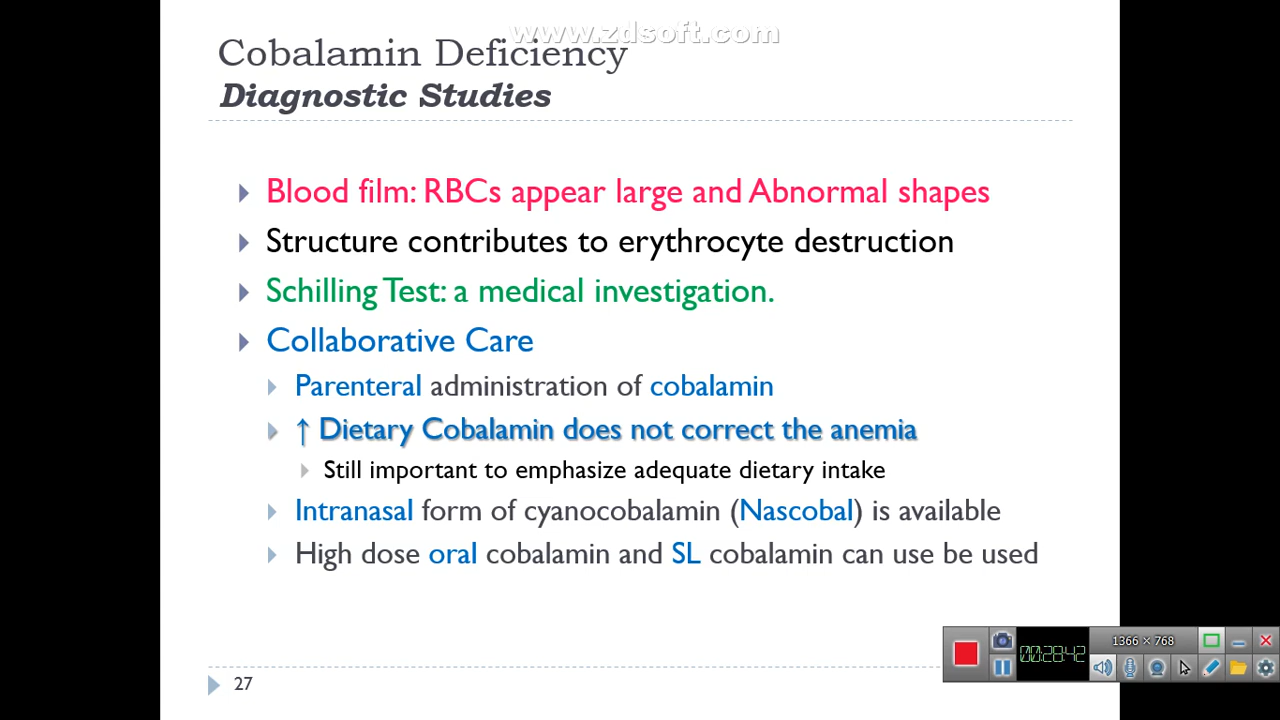 www.zdsoft.com
Cobalamin Deficiency
Diagnostic Studies
Blood film: RBCs appear large and Abnormal shapes
Structure contributes to erythrocyte destruction
Schilling Test: a medical investigation.
Collaborative Care
Parenteral administration of cobalamin
↑ Dietary Cobalamin does not correct the anemia
Still important to emphasize adequate dietary intake
Intranasal form of cyanocobalamin (Nascobal) is available
High dose oral cobalamin and SL cobalamin can use be used
1366 × 768
00:28:42
27